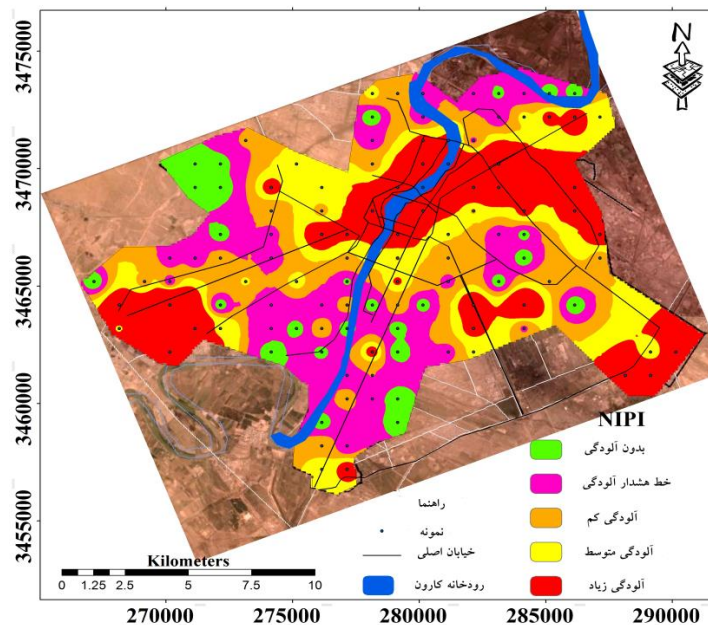 3475000
3470000
3465000
3460000
3455000
N
NIPI
بدون آلودگی
خط هشدار آلودگی
آلودگی کم
آلودگی متوسط
آلودگی زیاد
راهنما
نمونه
خیابان اصلی
رودخانه کارون
Kilometers
0 1.25 2.5 5 7.5 10
270000 275000 280000 285000 290000